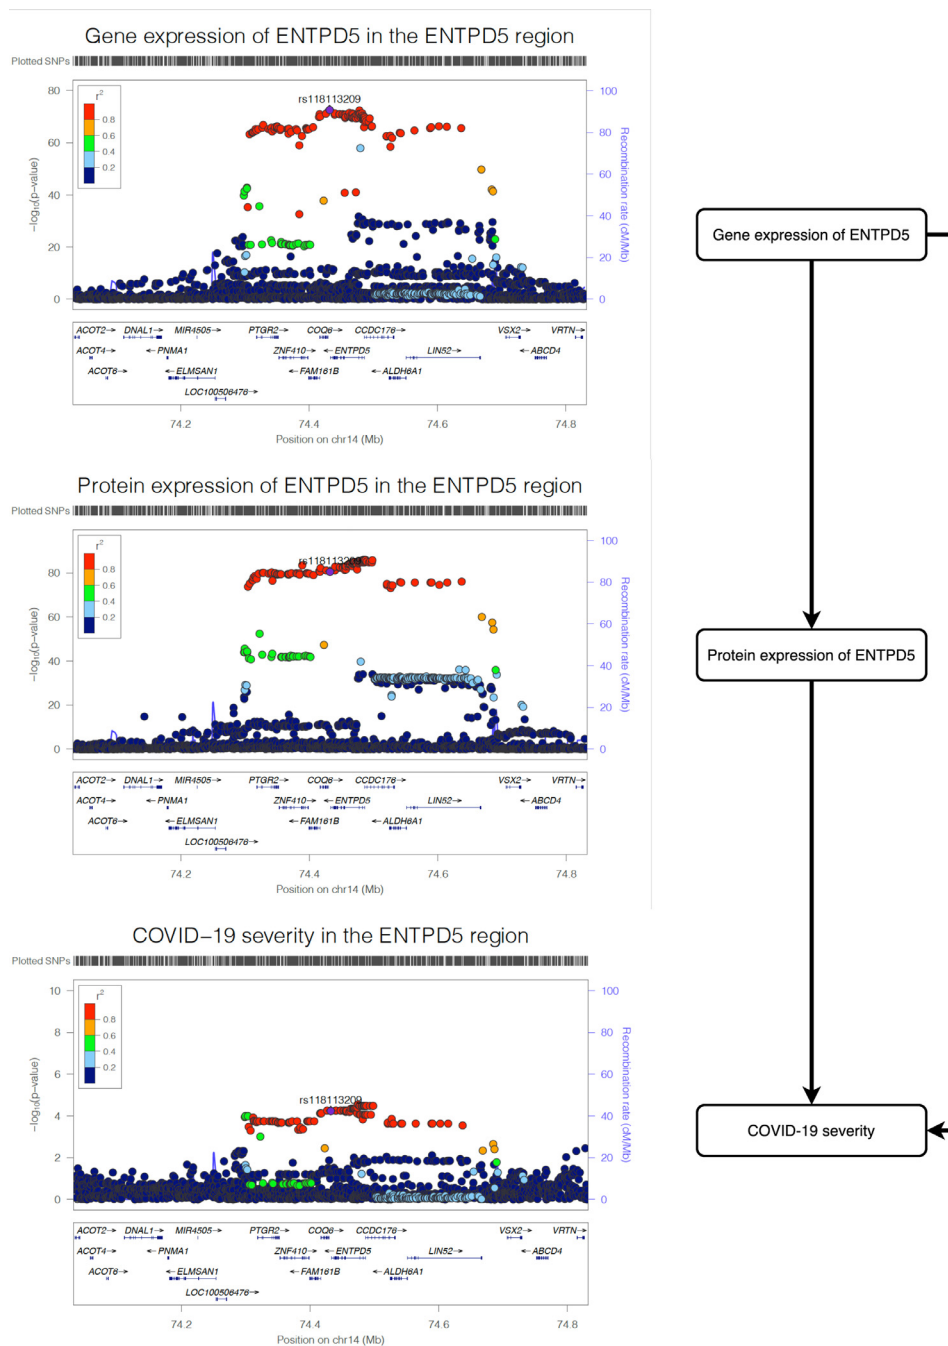 Gene expression of ENTPD5 in the ENTPD5 region
Plotted SNPs
80
60
40
20
0
−log10(p−value)
r2
0.8
0.6
0.4
0.2
rs118113209
100
80
60
40
20
0
Recombination rate (cM/Mb)
ACOT2→ DNAL1→ MIR4505→ PTGR2→ COQ6→ CCDC176→ VSX2→ VRTN→
ACOT4→ ←PNMA1 ZNF410→ ←ENTPD5 LIN52→ ←ABCD4
ACOT6→ ←ELMSAN1 ←FAM161B ←ALDH6A1
LOC100506476→
74.2 74.4 74.6 74.8
Position on chr14 (Mb)
Gene expression of ENTPD5
Protein expression of ENTPD5 in the ENTPD5 region
Plotted SNPs
80
60
40
20
0
−log10(p−value)
r2
0.8
0.6
0.4
0.2
rs118113209
100
80
60
40
20
0
Recombination rate (cM/Mb)
ACOT2→ DNAL1→ MIR4505→ PTGR2→ COQ6→ CCDC176→ VSX2→ VRTN→
ACOT4→ ←PNMA1 ZNF410→ ←ENTPD5 LIN52→ ←ABCD4
ACOT6→ ←ELMSAN1 ←FAM161B ←ALDH6A1
LOC100506476→
74.2 74.4 74.6 74.8
Position on chr14 (Mb)
Protein expression of ENTPD5
COVID−19 severity in the ENTPD5 region
Plotted SNPs
10
8
6
4
2
0
−log10(p−value)
r2
0.8
0.6
0.4
0.2
rs118113209
100
80
60
40
20
0
Recombination rate (cM/Mb)
ACOT2→ DNAL1→ MIR4505→ PTGR2→ COQ6→ CCDC176→ VSX2→ VRTN→
ACOT4→ ←PNMA1 ZNF410→ ←ENTPD5 LIN52→ ←ABCD4
ACOT6→ ←ELMSAN1 ←FAM161B ←ALDH6A1
LOC100506476→
74.2 74.4 74.6 74.8
Position on chr14 (Mb)
COVID-19 severity